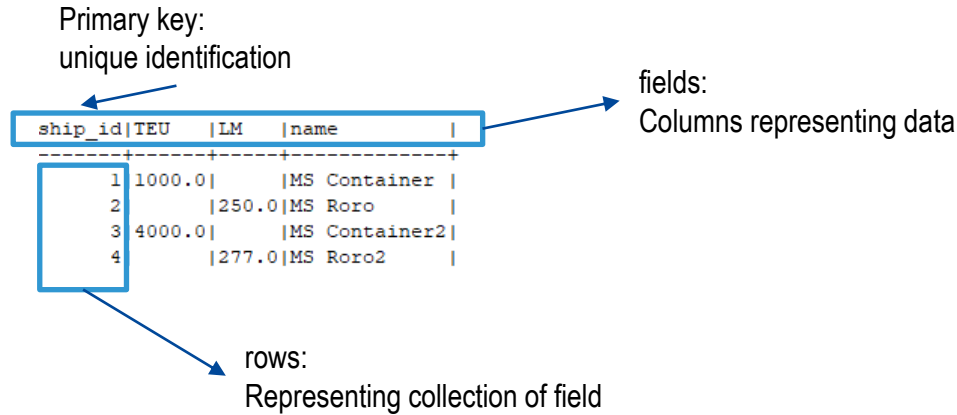 Primary key:
unique identification
fields:
Columns representing data
ship_id|TEU   |LM   |name         |
-------+------+-----+-------------+
      1|1000.0|     |MS Container |
      2|      |250.0|MS Roro      |
      3|4000.0|     |MS Container2|
      4|      |277.0|MS Roro2     |
rows:
Representing collection of field